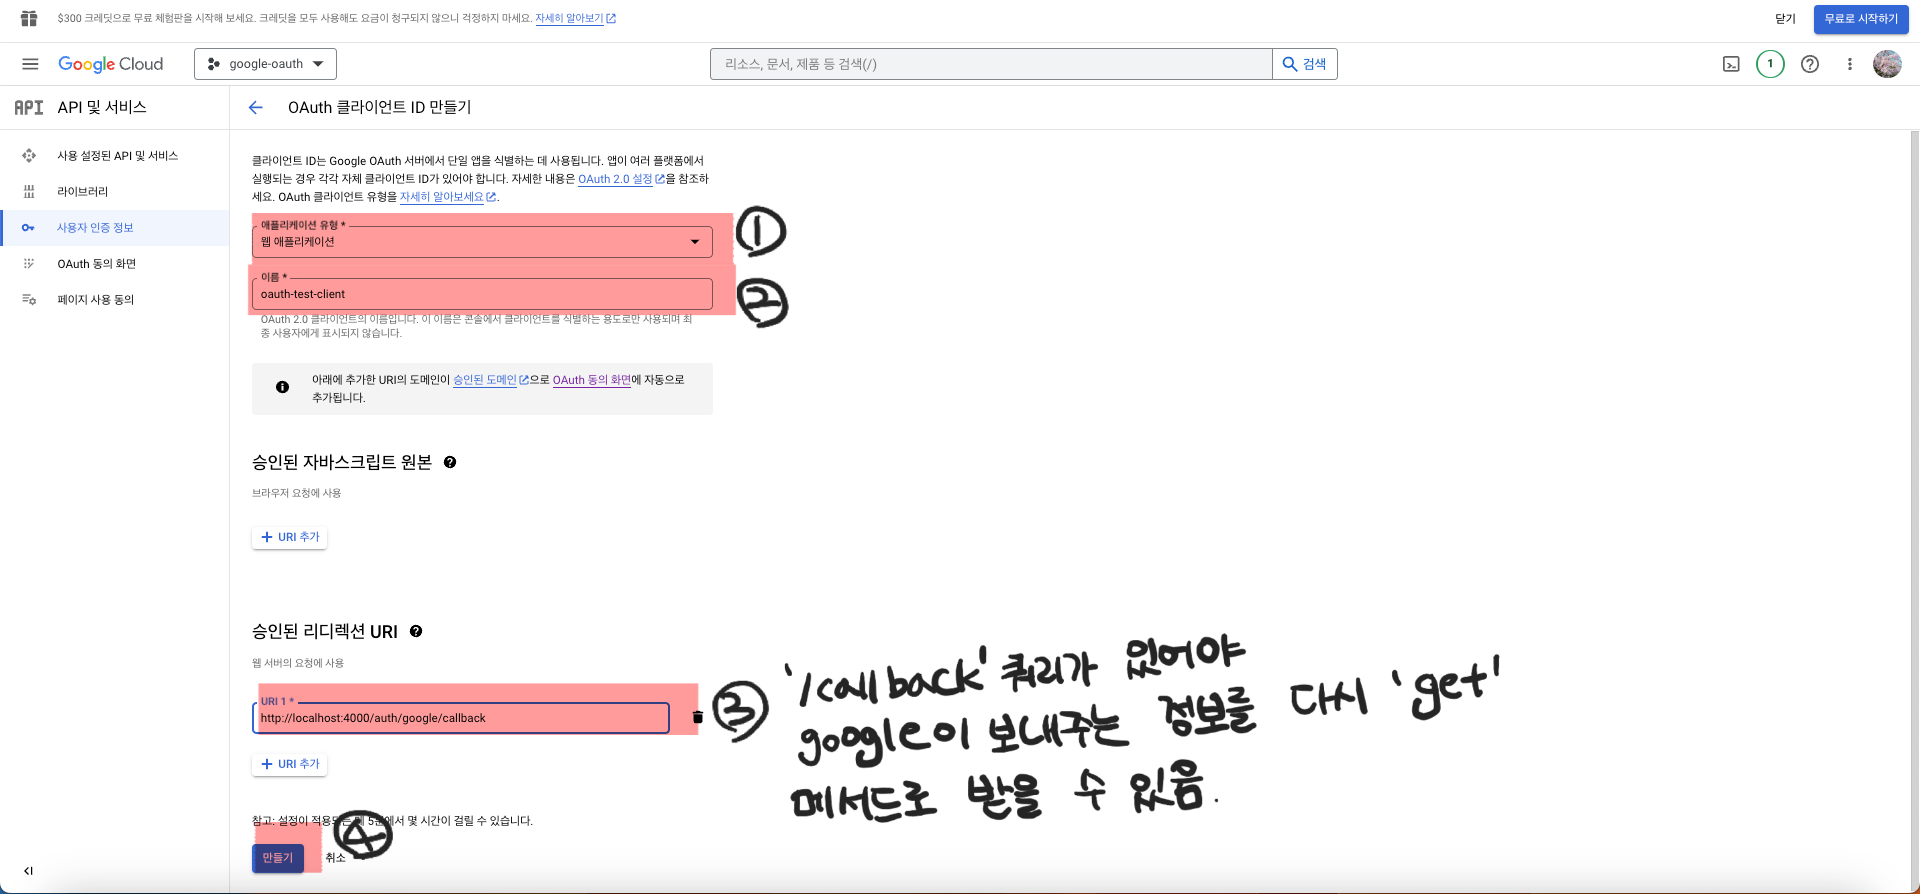 $300 크레딧으로 무료 체험판을 시작해 보세요. 크레딧을 모두 사용해도 요금이 청구되지 않으니 걱정하지 마세요. 자세히 알아보기
닫기
무료로 시작하기
Google Cloud
google-oauth
리소스, 문서, 제품 등 검색(/)
검색
1
API
API 및 서비스
OAuth 클라이언트 ID 만들기
사용 설정된 API 및 서비스
라이브러리
사용자 인증 정보
OAuth 동의 화면
페이지 사용 동의
클라이언트 ID는 Google OAuth 서버에서 단일 앱을 식별하는 데 사용됩니다. 앱이 여러 플랫폼에서
실행되는 경우 각각 자체 클라이언트 ID가 있어야 합니다. 자세한 내용은 OAuth 2.0 설정을 참조하
세요. OAuth 클라이언트 유형을 자세히 알아보세요.
애플리케이션 유형 *
웹 애플리케이션
①
이름 *
oauth-test-client
②
OAuth 2.0 클라이언트의 이름입니다. 이 이름은 콘솔에서 클라이언트를 식별하는 용도로만 사용되며 최
종 사용자에게 표시되지 않습니다.
아래에 추가한 URI의 도메인이 승인된 도메인으로 OAuth 동의 화면에 자동으로
추가됩니다.
승인된 자바스크립트 원본
브라우저 요청에 사용
+ URI 추가
승인된 리디렉션 URI
웹 서버의 요청에 사용
URI 1 *
http://localhost:4000/auth/google/callback
③
'/callback' 쿼리가 있어야
google이 보내주는 정보를 다시 'get'
메서드로 받을 수 있음.
+ URI 추가
참고: 설정이 적용되는 데 5분에서 몇 시간이 걸릴 수 있습니다.
④
만들기
취소